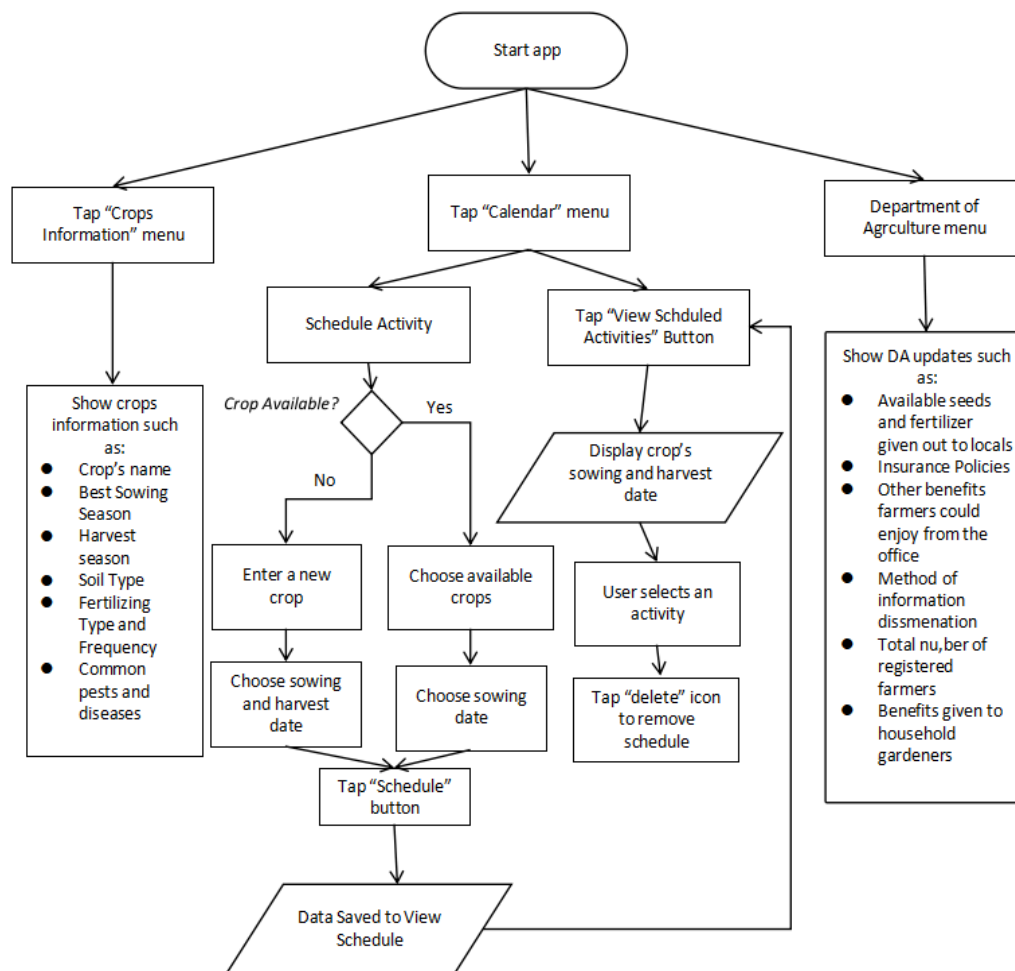 Start app
Tap “Crops
Information” menu
Tap “Calendar” menu
Department of
Agrculture menu
Schedule Activity
Tap “View Schduled
Activities” Button
Show crops
information such
as:
● Crop’s name
● Best Sowing
Season
● Harvest
season
● Soil Type
● Fertilizing
Type and
Frequency
● Common
pests and
diseases
Crop Available?
Yes
No
Enter a new
crop
Choose available
crops
Choose sowing
and harvest
date
Choose sowing
date
Tap “Schedule”
button
Data Saved to View
Schedule
Display crop’s
sowing and harvest
date
User selects an
activity
Tap “delete” icon
to remove
schedule
Show DA updates such
as:
● Available seeds
and fertilizer
given out to locals
● Insurance Policies
● Other benefits
farmers could
enjoy from the
office
● Method of
information
dissmenation
● Total nu,ber of
registered
farmers
● Benefits given to
household
gardeners